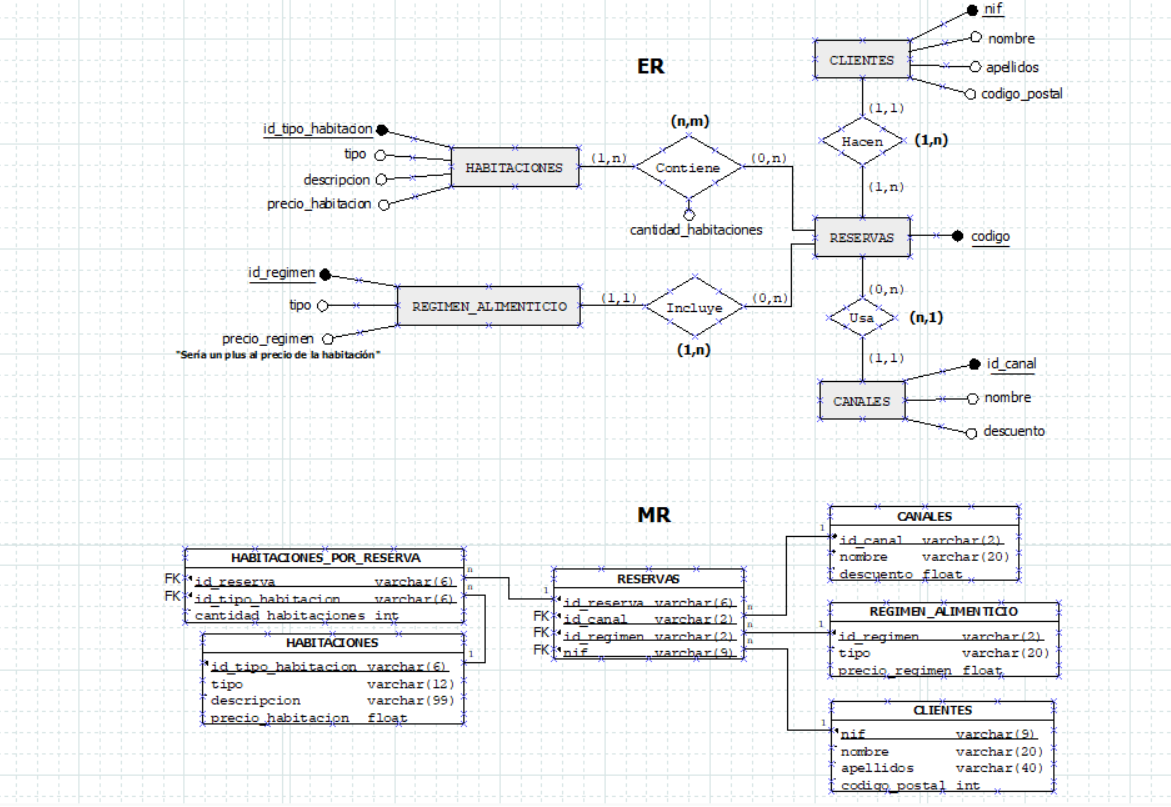 ER
nif
nombre
CLIENTES
apellidos
codigo_postal
(1,1)
Hacen
(1,n)
(1,n)
id_tipo_habitacion
tipo
descripcion
precio_habitacion
HABITACIONES
(1,n)
(n,m)
Contiene
(0,n)
cantidad_habitaciones
RESERVAS
codigo
id_regimen
tipo
precio_regimen
"Sería un plus al precio de la habitación"
REGIMEN_ALIMENTICIO
(1,1)
Incluye
(0,n)
(1,n)
(0,n)
Usa
(n,1)
(1,1)
CANALES
id_canal
nombre
descuento
MR
HABITACIONES_POR_RESERVA
FK id_reserva varchar(6) n
FK id_tipo_habitacion varchar(6) n
cantidad_habitaciones int
HABITACIONES
id_tipo_habitacion varchar(6) 1
tipo varchar(12)
descripcion varchar(99)
precio_habitacion float
RESERVAS
1 id_reserva varchar(6)
FK id_canal varchar(2) n
FK id_regimen varchar(2) n
FK nif varchar(9) n
CANALES
1 id_canal varchar(2)
nombre varchar(20)
descuento float
REGIMEN_ALIMENTICIO
1 id_regimen varchar(2)
tipo varchar(20)
precio_regimen float
CLIENTES
1 nif varchar(9)
nombre varchar(20)
apellidos varchar(40)
codigo_postal int